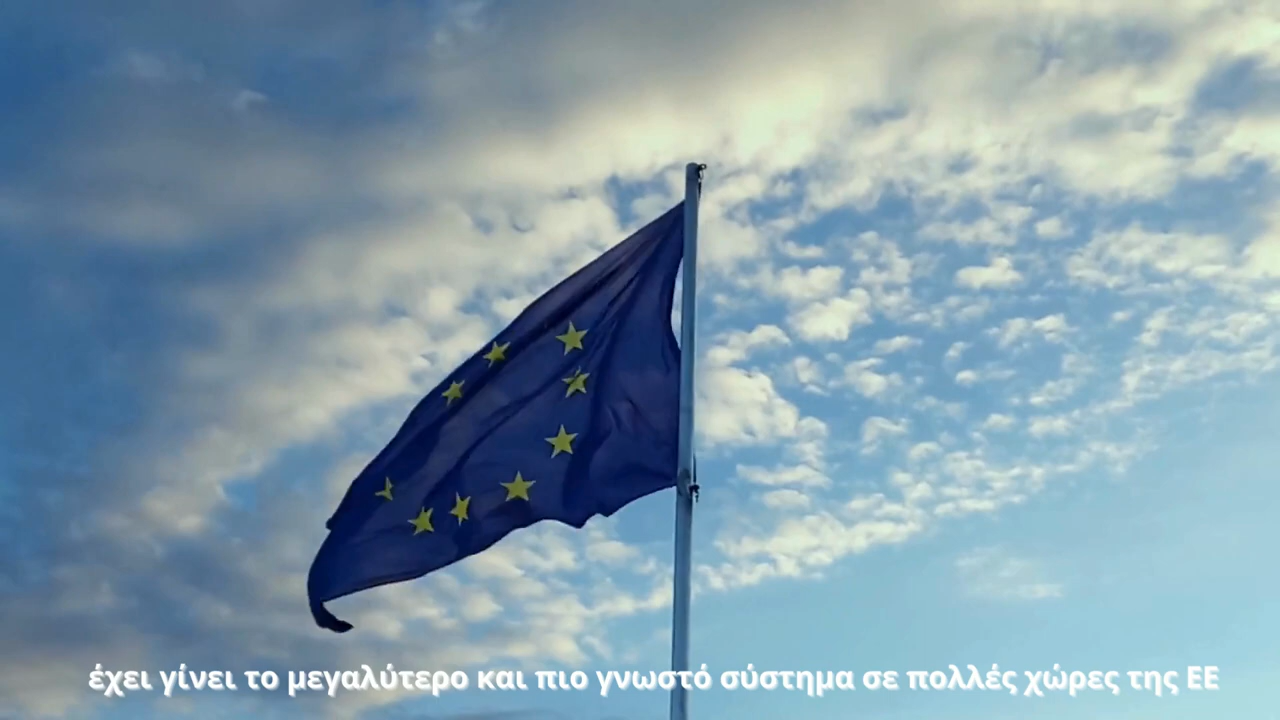 έχει γίνει το μεγαλύτερο και πιο γνωστό σύστημα σε πολλές χώρες της ΕΕ